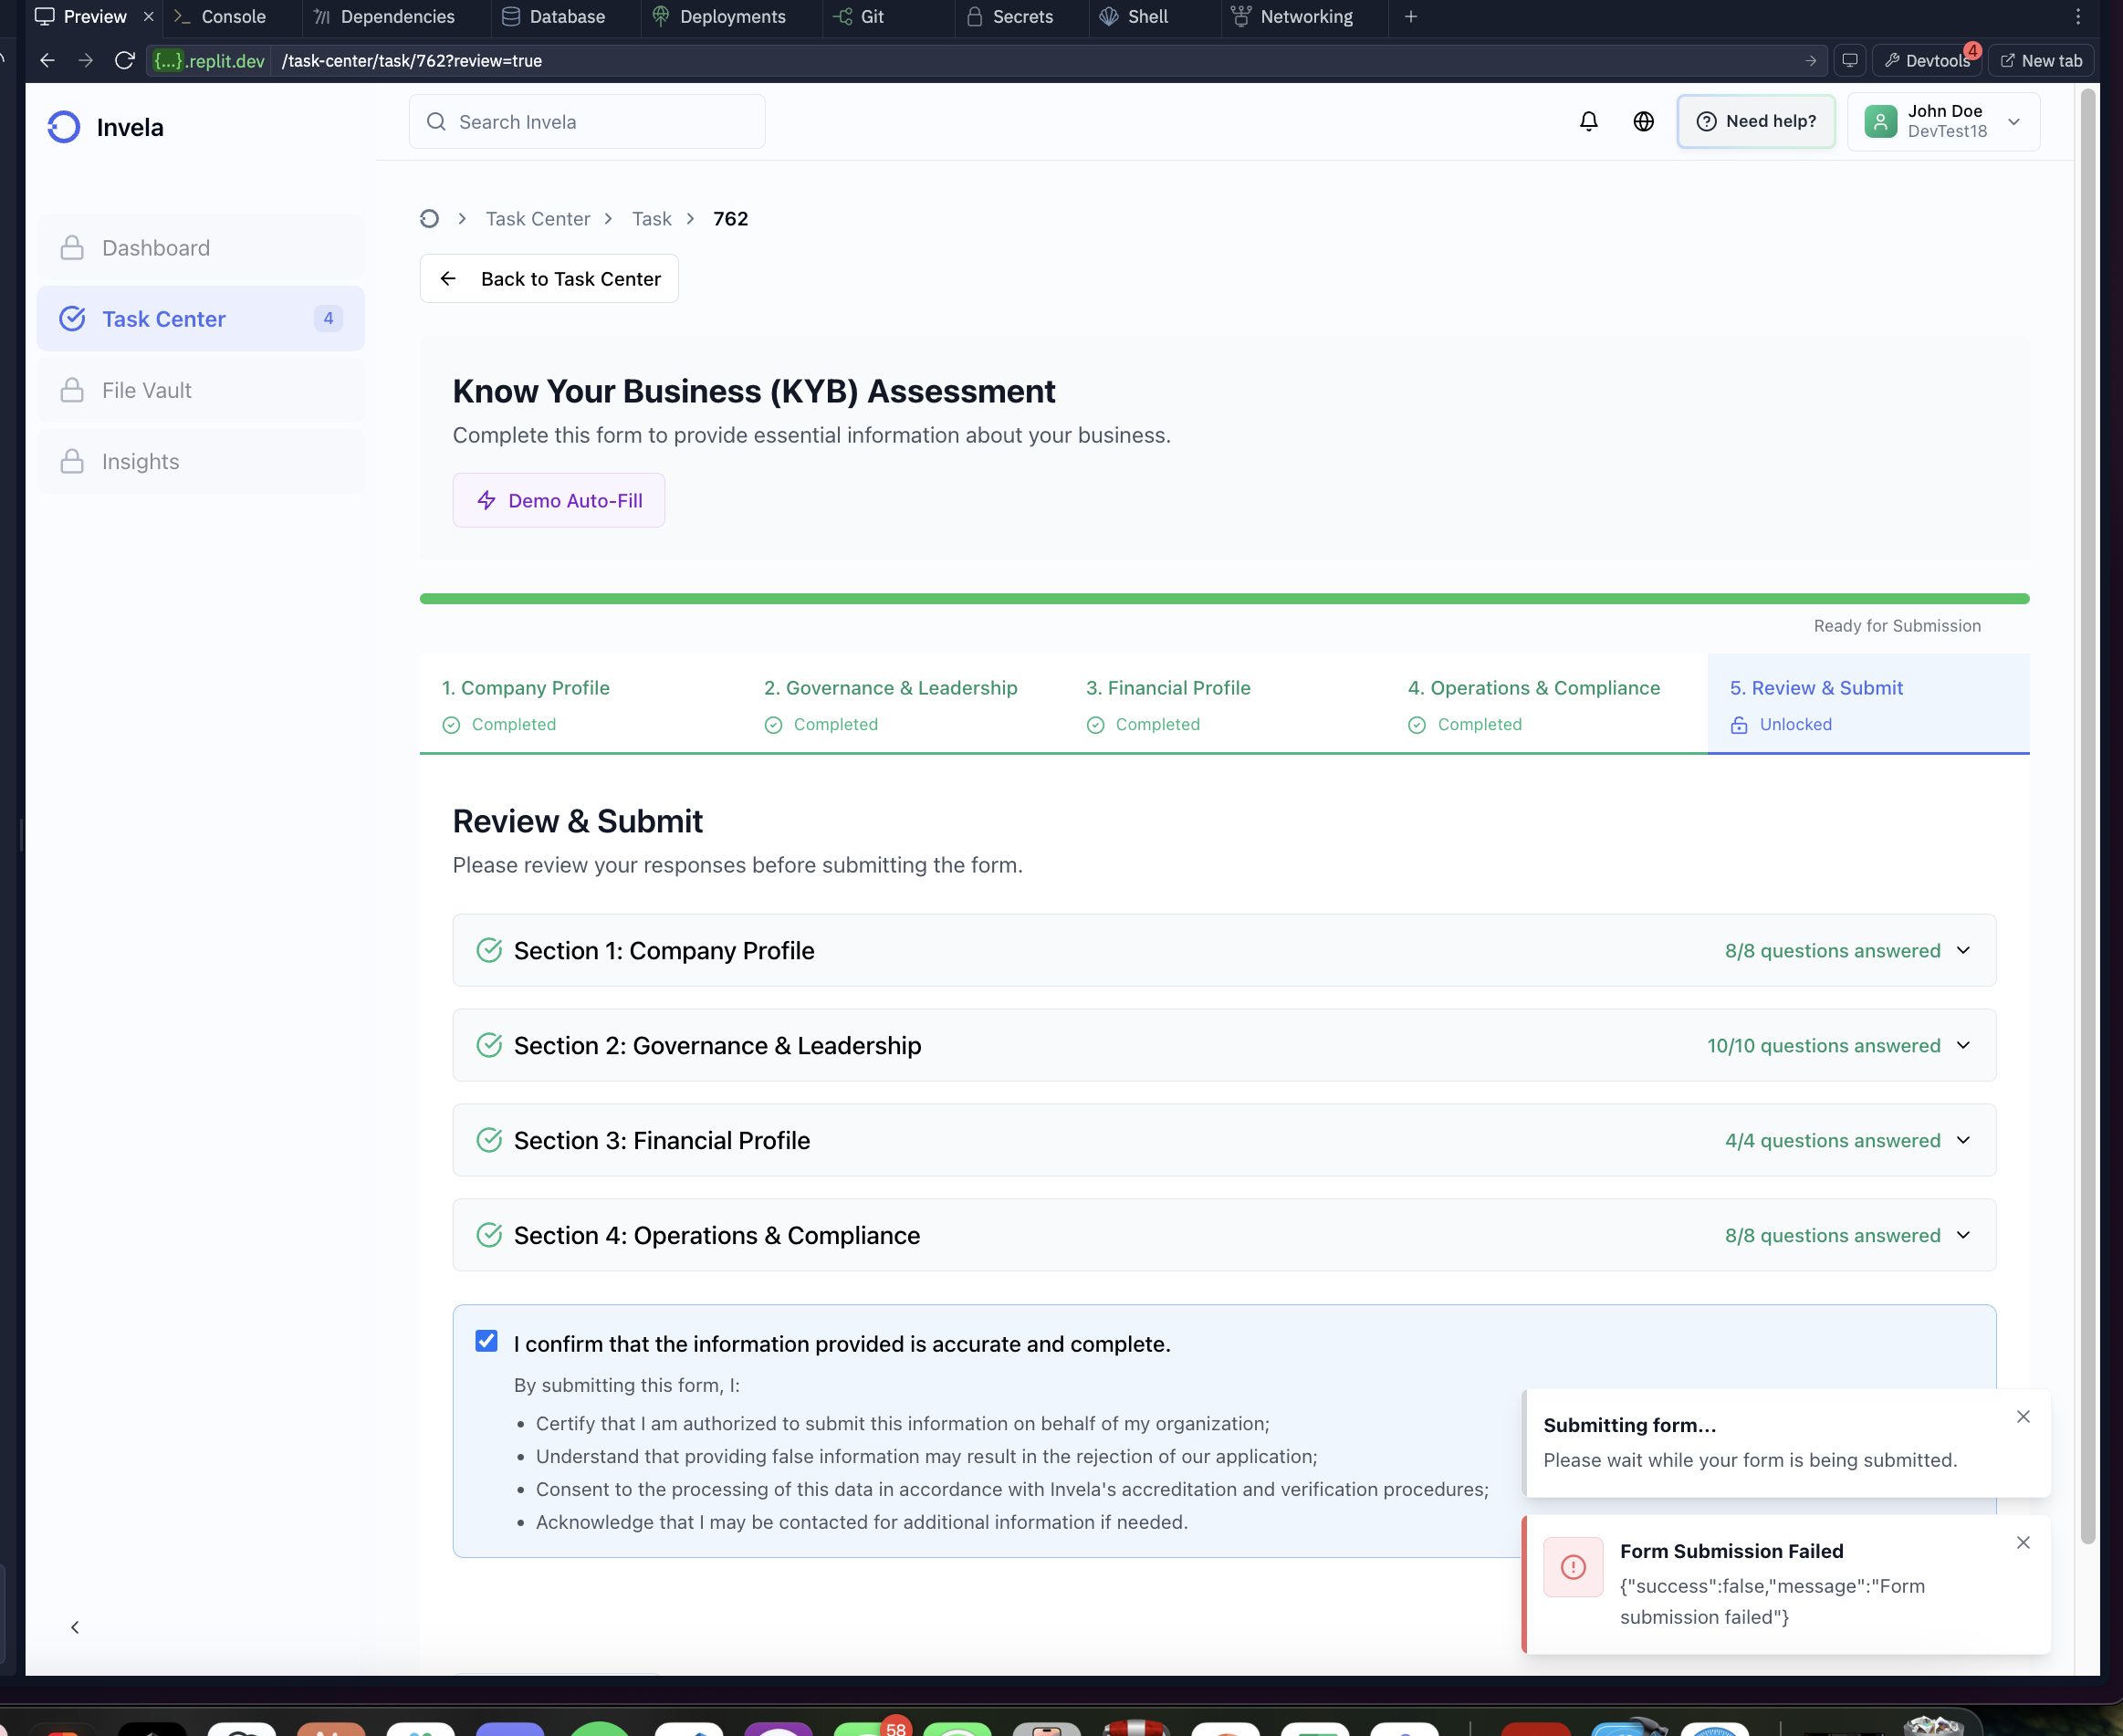 Preview
Console
Dependencies
Database
Deployments
Git
Secrets
Shell
Networking
{...}.replit.dev
/task-center/task/762?review=true
Devtools
4
New tab
Invela
Search Invela
Need help?
John Doe
DevTest18
Dashboard
Task Center
4
File Vault
Insights
Task Center
Task
762
Back to Task Center
Know Your Business (KYB) Assessment
Complete this form to provide essential information about your business.
Demo Auto-Fill
Ready for Submission
1. Company Profile
Completed
2. Governance & Leadership
Completed
3. Financial Profile
Completed
4. Operations & Compliance
Completed
5. Review & Submit
Unlocked
Review & Submit
Please review your responses before submitting the form.
Section 1: Company Profile
8/8 questions answered
Section 2: Governance & Leadership
10/10 questions answered
Section 3: Financial Profile
4/4 questions answered
Section 4: Operations & Compliance
8/8 questions answered
I confirm that the information provided is accurate and complete.
By submitting this form, I:
• Certify that I am authorized to submit this information on behalf of my organization;
• Understand that providing false information may result in the rejection of our application;
• Consent to the processing of this data in accordance with Invela's accreditation and verification procedures;
• Acknowledge that I may be contacted for additional information if needed.
Submitting form...
Please wait while your form is being submitted.
Form Submission Failed
{"success":false,"message":"Form
submission failed"}
58